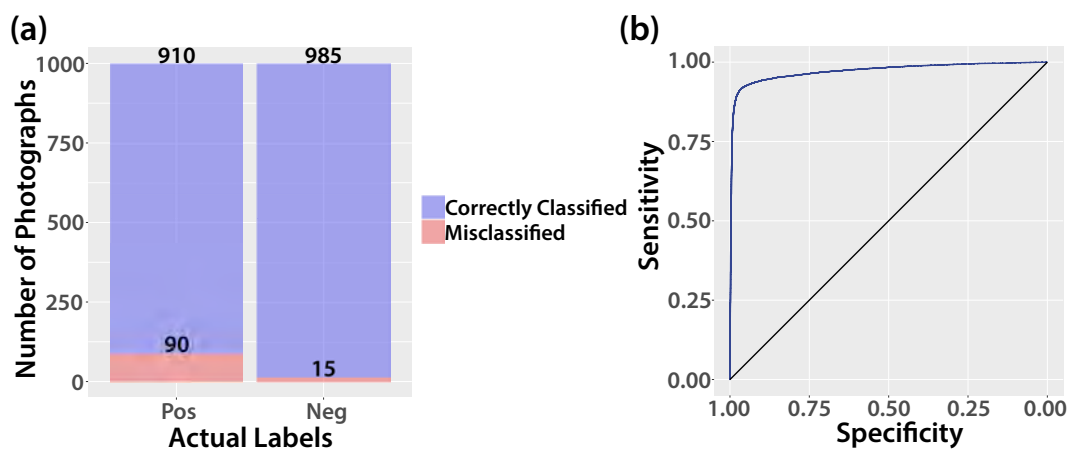 (a)
910
985
1000
750
500
250
0
90
15
Pos
Neg
Actual Labels
Number of Photographs
Correctly Classified
Misclassified
(b)
1.00
0.75
0.50
0.25
0.00
Sensitivity
1.00
0.75
0.50
0.25
0.00
Specificity